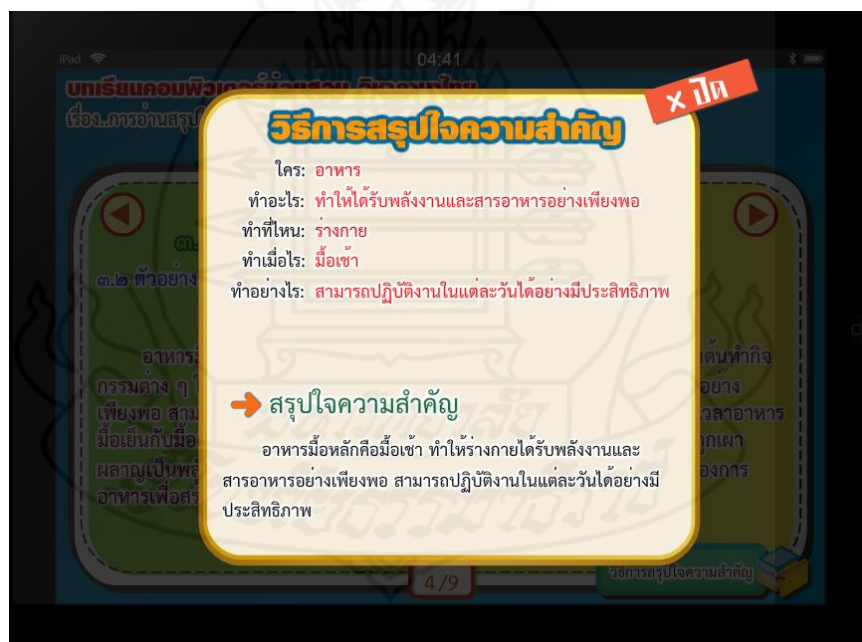 iPad
04:41
บทเรียนคอมพิวเตอร์ช่วยสอน วิชาภาษาไทย
เรื่อง..การอ่านสรุปใ
× ปิด
วิธีการสรุปใจความสำคัญ
ใคร: อาหาร
ทำอะไร: ทำให้ได้รับพลังงานและสารอาหารอย่างเพียงพอ
ทำที่ไหน: ร่างกาย
ทำเมื่อไร: มื้อเช้า
ทำอย่างไร: สามารถปฏิบัติงานในแต่ละวันได้อย่างมีประสิทธิภาพ
๓.
๓.๒ ตัวอย่าง
อาหารมื้
มต้นทำกิจ
กรรมต่าง ๆ
อย่าง
เพียงพอ สาม
วลาอาหาร
มื้อเย็นกับมื้อ
ถูกเผา
ผลาญเป็นพลั
องการ
อาหารเพื่อสร้
สรุปใจความสำคัญ
อาหารมื้อหลักคือมื้อเช้า ทำให้ร่างกายได้รับพลังงานและ
สารอาหารอย่างเพียงพอ สามารถปฏิบัติงานในแต่ละวันได้อย่างมี
ประสิทธิภาพ
4/9
วิธีการสรุปใจความสำคัญ